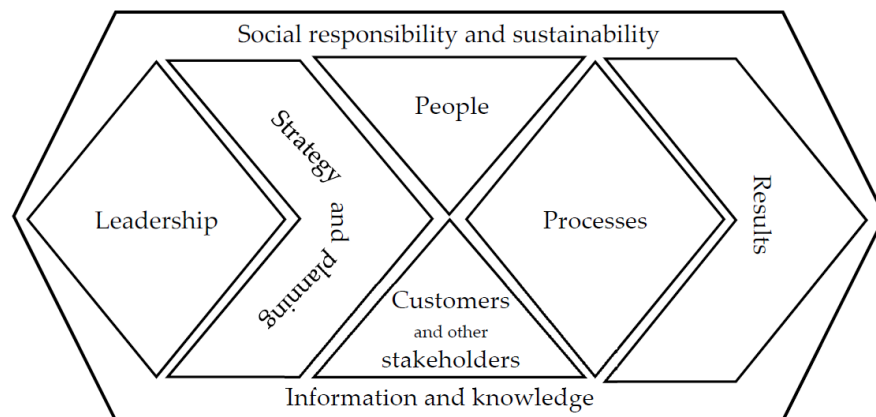 Social responsibility and sustainability
People
Strategy
and
planning
Leadership
Processes
Results
Customers
and other
stakeholders
Information and knowledge